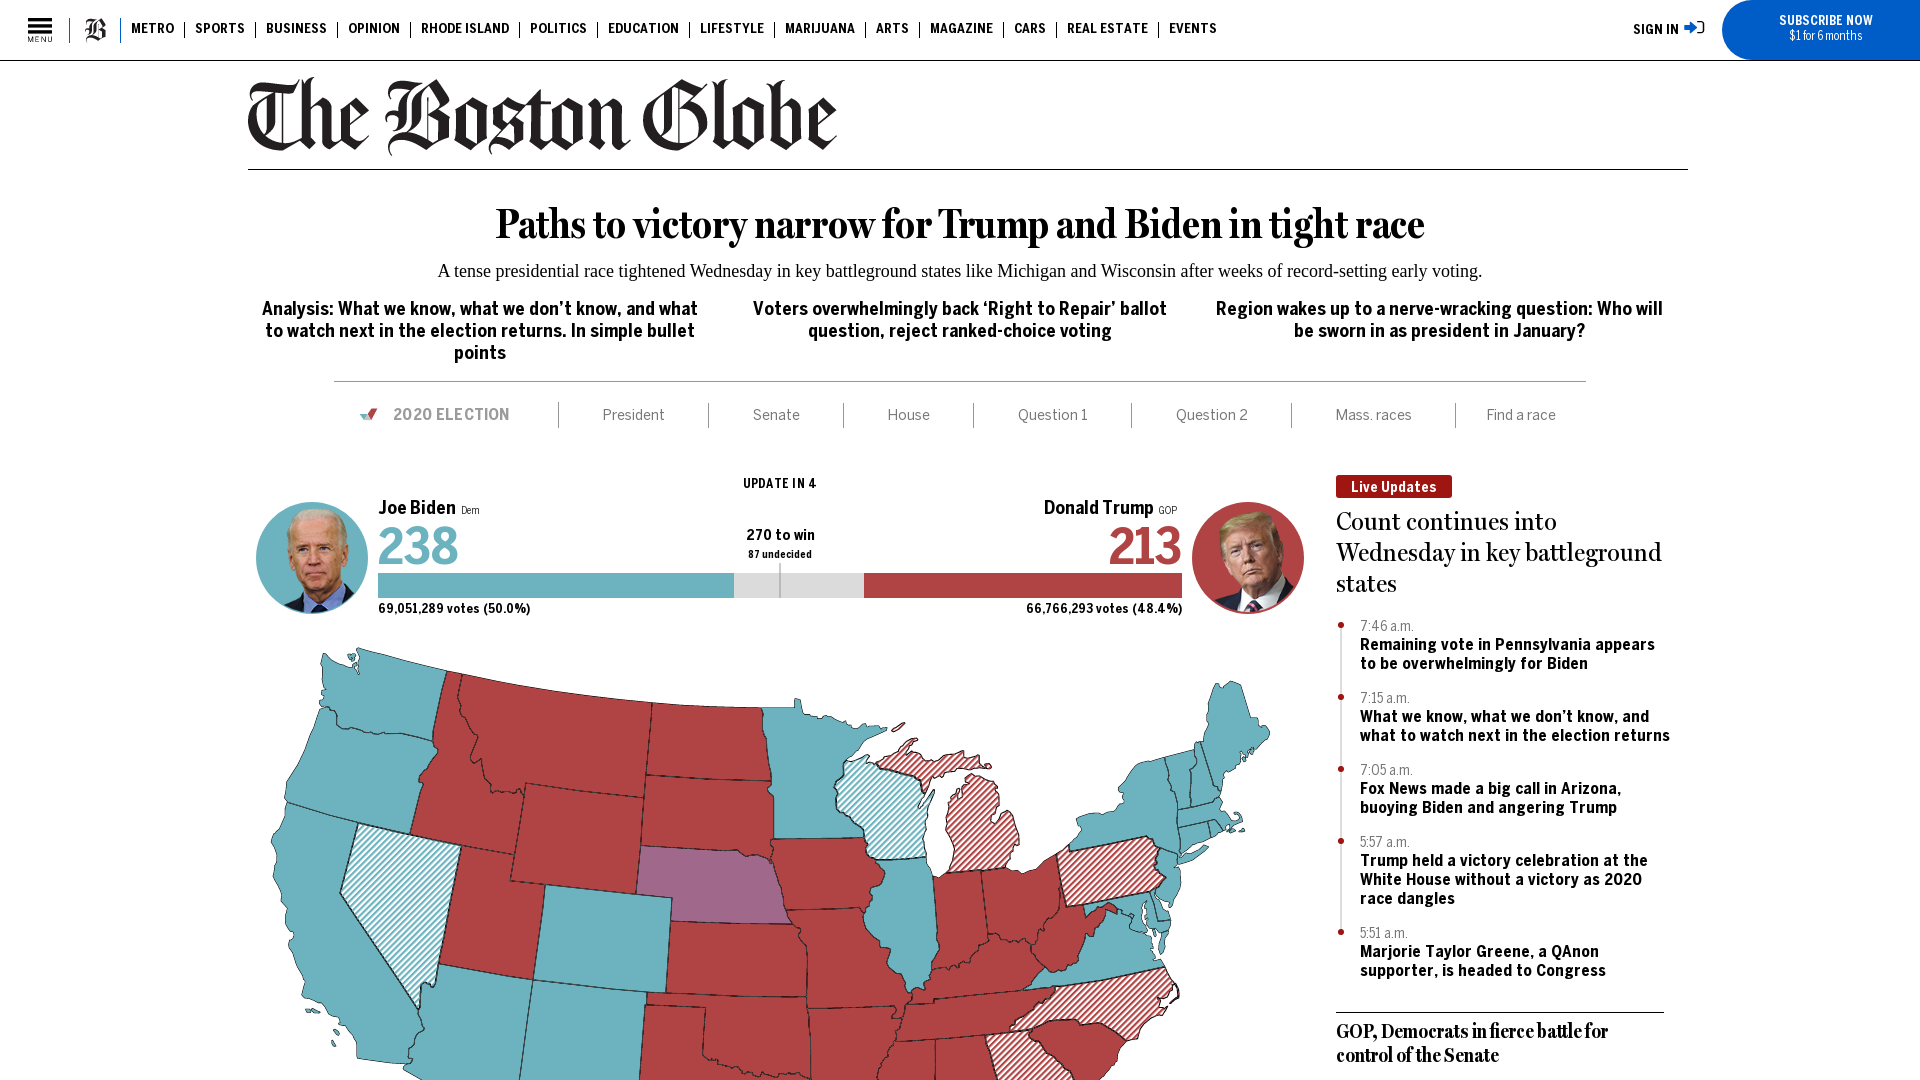 MENU
B
METRO
SPORTS
BUSINESS
OPINION
RHODE ISLAND
POLITICS
EDUCATION
LIFESTYLE
MARIJUANA
ARTS
MAGAZINE
CARS
REAL ESTATE
EVENTS
SIGN IN
SUBSCRIBE NOW
$1 for 6 months
The Boston Globe
Paths to victory narrow for Trump and Biden in tight race
A tense presidential race tightened Wednesday in key battleground states like Michigan and Wisconsin after weeks of record-setting early voting.
Analysis: What we know, what we don’t know, and what
to watch next in the election returns. In simple bullet
points
Voters overwhelmingly back ‘Right to Repair’ ballot
question, reject ranked-choice voting
Region wakes up to a nerve-wracking question: Who will
be sworn in as president in January?
2020 ELECTION
President
Senate
House
Question 1
Question 2
Mass. races
Find a race
UPDATE IN 4
Joe Biden Dem
238
69,051,289 votes (50.0%)
270 to win
87 undecided
Donald Trump GOP
213
66,766,293 votes (48.4%)
Live Updates
Count continues into
Wednesday in key battleground
states
7:46 a.m.
Remaining vote in Pennsylvania appears
to be overwhelmingly for Biden
7:15 a.m.
What we know, what we don’t know, and
what to watch next in the election returns
7:05 a.m.
Fox News made a big call in Arizona,
buoying Biden and angering Trump
5:57 a.m.
Trump held a victory celebration at the
White House without a victory as 2020
race dangles
5:51 a.m.
Marjorie Taylor Greene, a QAnon
supporter, is headed to Congress
GOP, Democrats in fierce battle for
control of the Senate